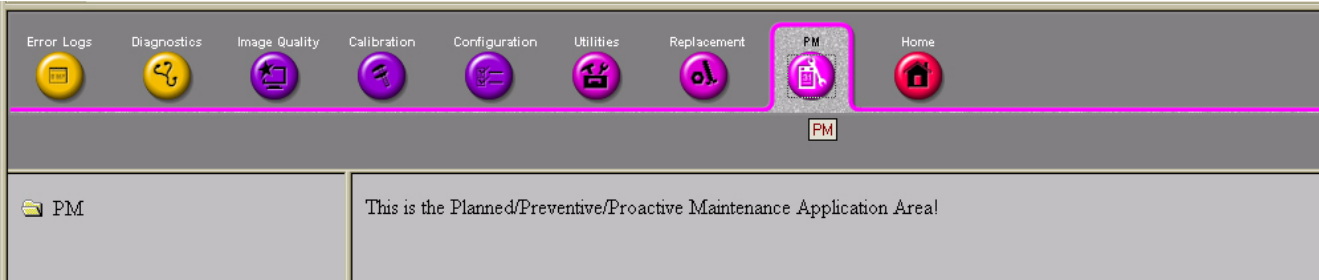 Error Logs Diagnostics Image Quality Calibration Configuration Utilities Replacement PM Home
PM
PM
This is the Planned/Preventive/Proactive Maintenance Application Area!